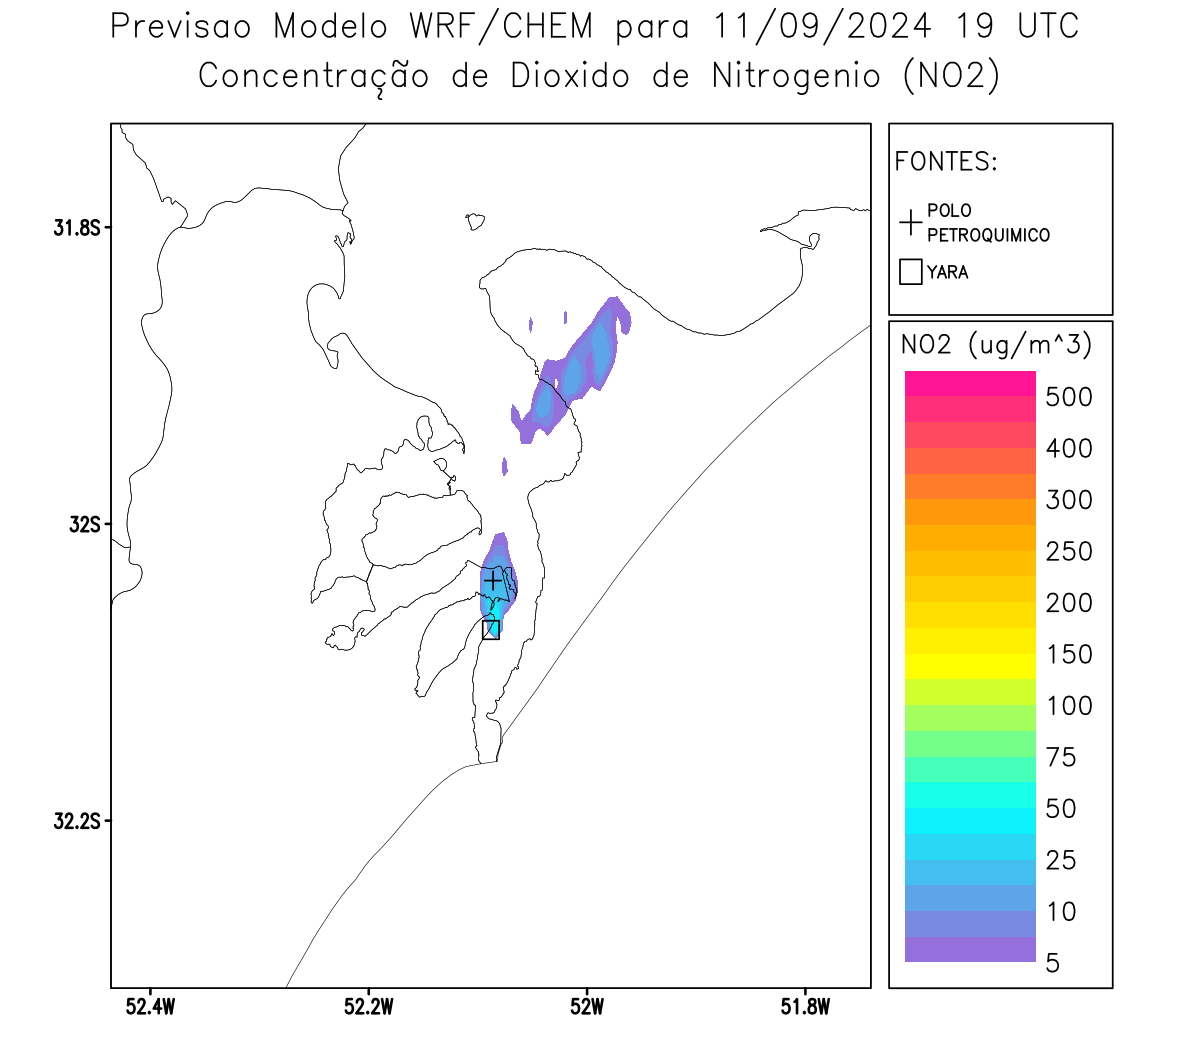 Previsao Modelo WRF/CHEM para 11/09/2024 19 UTC
Concentração de Dioxido de Nitrogenio (NO2)
FONTES:
POLO
PETROQUIMICO
YARA
NO2 (ug/m^3)
500
400
300
250
200
150
100
75
50
25
10
5
31.8S
32S
32.2S
52.4W
52.2W
52W
51.8W